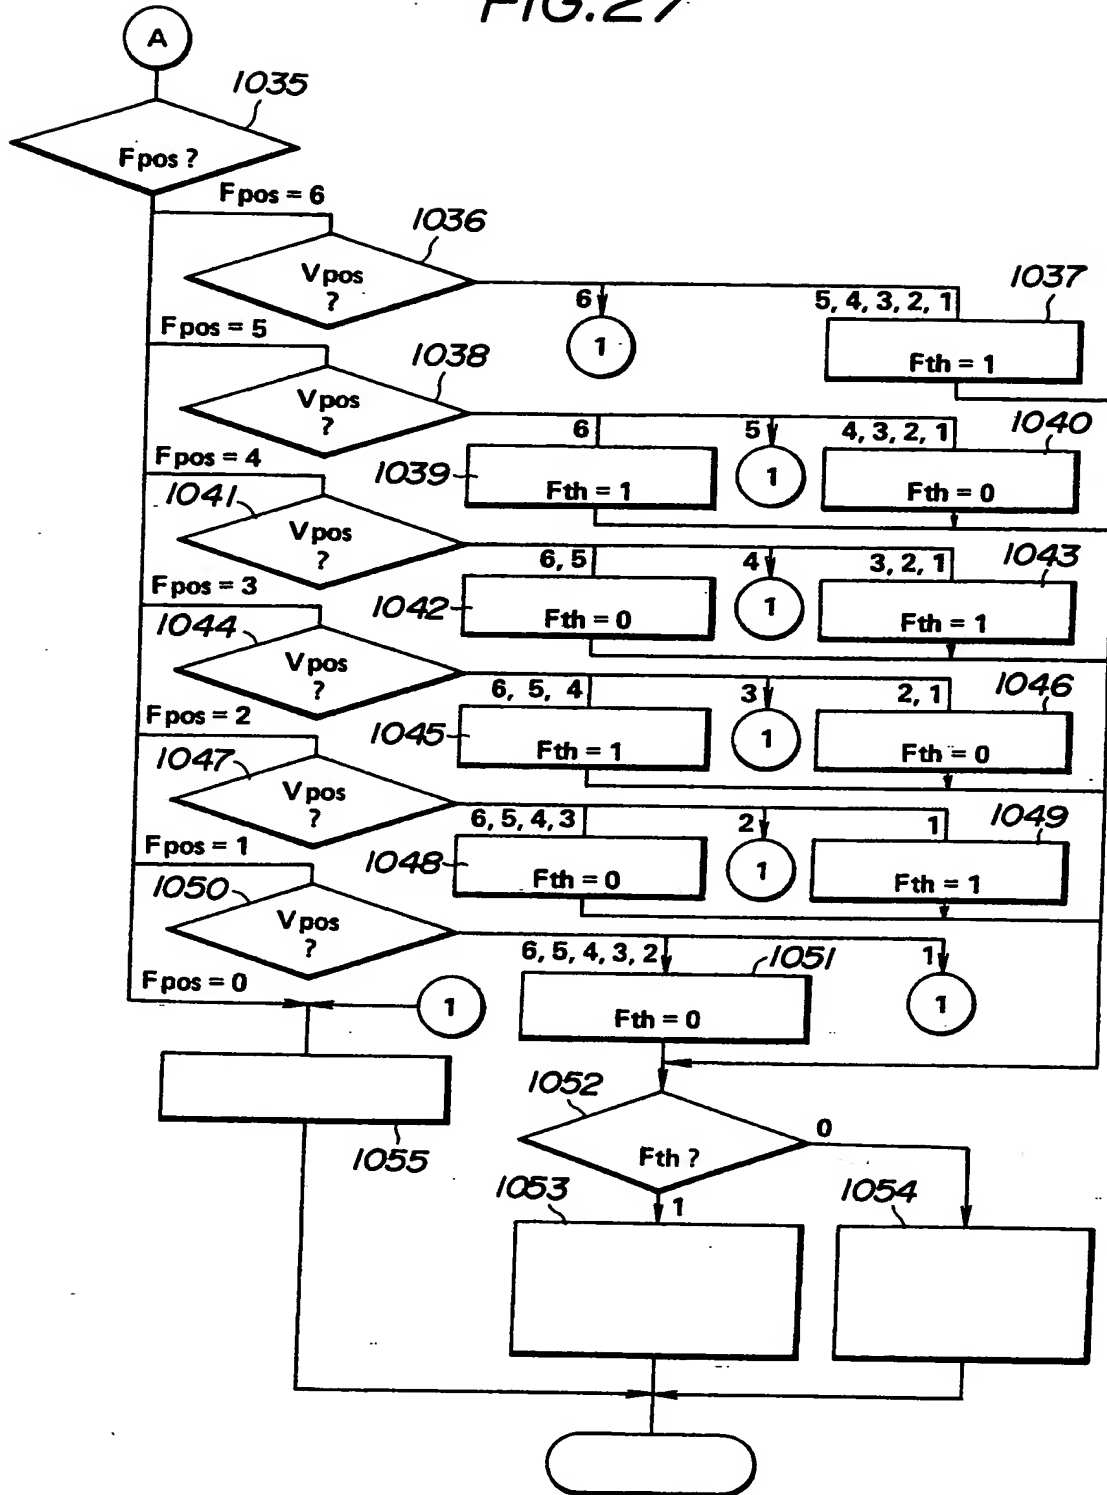 FIG.27
A
1035
Fpos ?
Fpos = 6
1036
Vpos
?
6
1
5, 4, 3, 2, 1
1037
Fth = 1
Fpos = 5
1038
Vpos
?
6
1039
Fth = 1
5
1
4, 3, 2, 1
1040
Fth = 0
Fpos = 4
1041
Vpos
?
6, 5
1042
Fth = 0
4
1
3, 2, 1
1043
Fth = 1
Fpos = 3
1044
Vpos
?
6, 5, 4
1045
Fth = 1
3
1
2, 1
1046
Fth = 0
Fpos = 2
1047
Vpos
?
6, 5, 4, 3
1048
Fth = 0
2
1
1
1049
Fth = 1
Fpos = 1
1050
Vpos
?
6, 5, 4, 3, 2
1051
Fth = 0
1
1
Fpos = 0
1
1055
1052
Fth ?
0
1
1053
1054